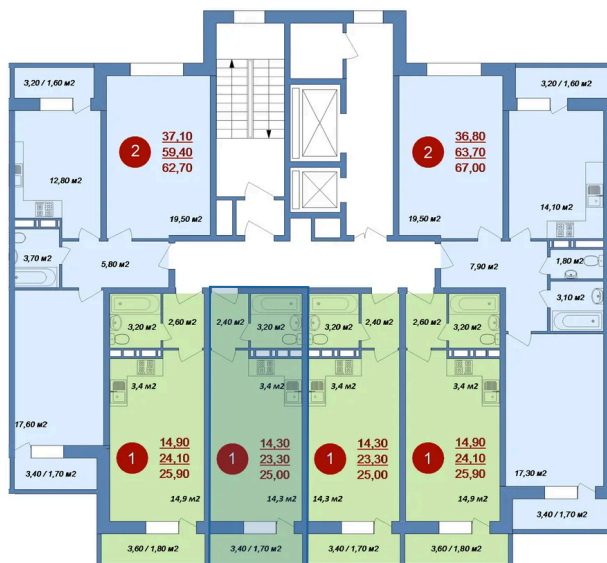 3,20 / 1,60 м2
3,20 / 1,60 м2
2
37,10
59,40
62,70
2
36,80
63,70
67,00
12,80 м2
14,10 м2
19,50 м2
19,50 м2
3,70 м2
5,80 м2
7,90 м2
1,80 м2
3,10 м2
3,20 м2
2,60 м2
2,40 м2
3,20 м2
3,20 м2
2,40 м2
2,60 м2
3,20 м2
3,4 м2
3,4 м2
3,4 м2
3,4 м2
17,60 м2
1
14,90
24,10
25,90
1
14,30
23,30
25,00
1
14,30
23,30
25,00
1
14,90
24,10
25,90
3,40 / 1,70 м2
14,9 м2
14,3 м2
14,3 м2
14,9 м2
17,30 м2
3,40 / 1,70 м2
3,60 / 1,80 м2
3,40 / 1,70 м2
3,40 / 1,70 м2
3,60 / 1,80 м2